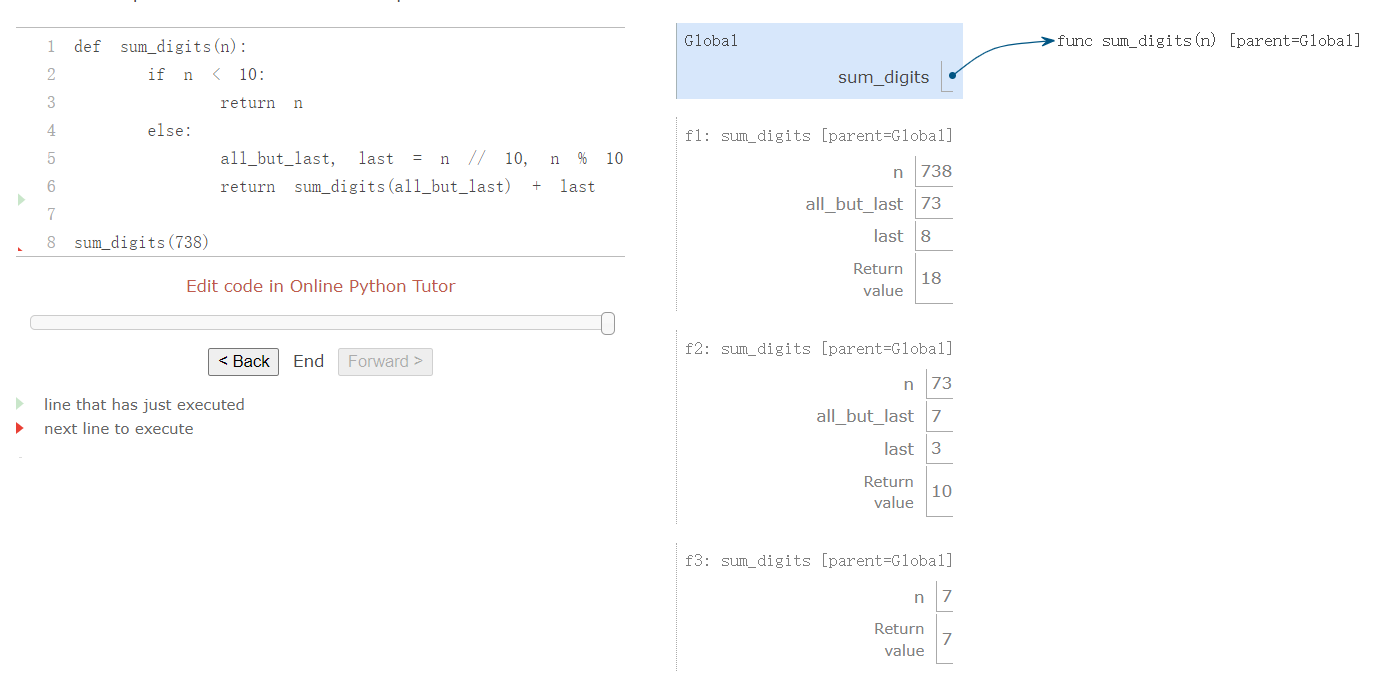 1 def sum_digits(n):
2 if n < 10:
3 return n
4 else:
5 all_but_last, last = n // 10, n % 10
6 return sum_digits(all_but_last) + last
7
8 sum_digits(738)
Edit code in Online Python Tutor
< Back End Forward >
line that has just executed
next line to execute
Global
sum_digits
func sum_digits(n) [parent=Global]
f1: sum_digits [parent=Global]
n 738
all_but_last 73
last 8
Return
value 18
f2: sum_digits [parent=Global]
n 73
all_but_last 7
last 3
Return
value 10
f3: sum_digits [parent=Global]
n 7
Return
value 7